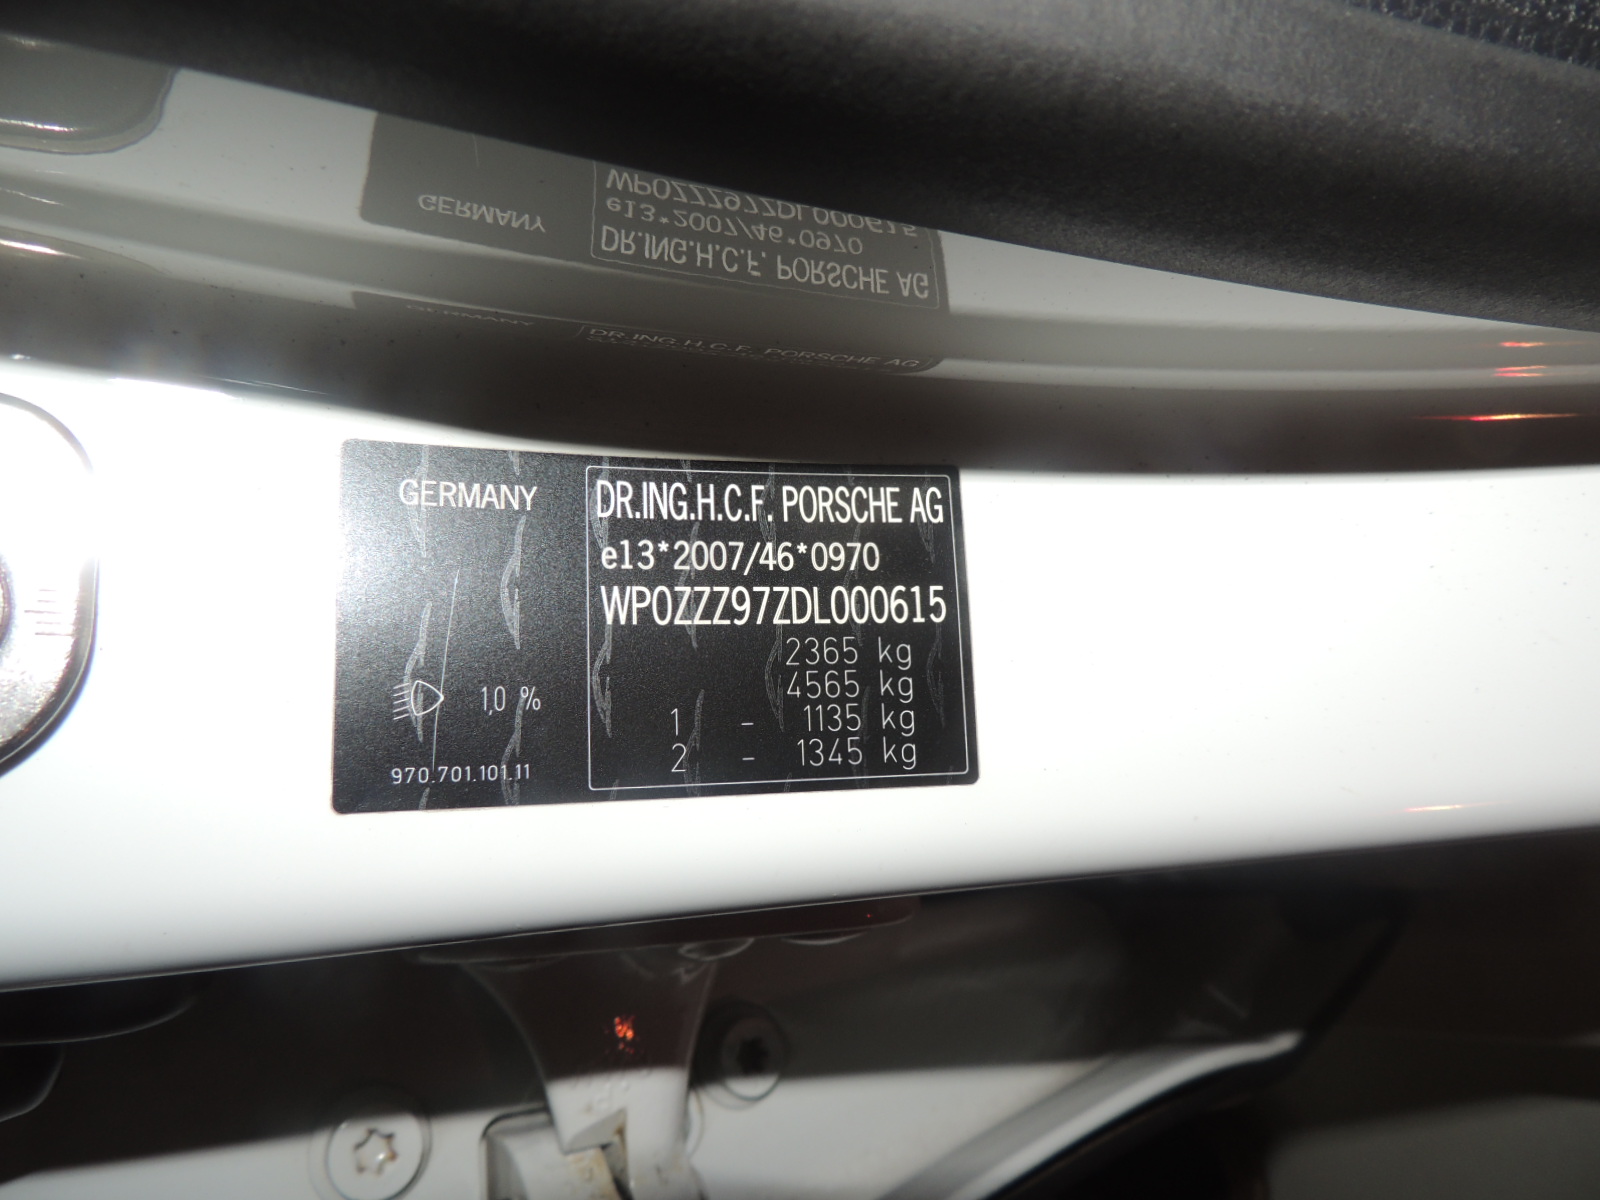 GERMANY
1,0 %
970.701.101.11
DR.ING.H.C.F. PORSCHE AG
e13*2007/46*0970
WP0ZZZ97ZDL000615
2365 kg
4565 kg
1 - 1135 kg
2 - 1345 kg